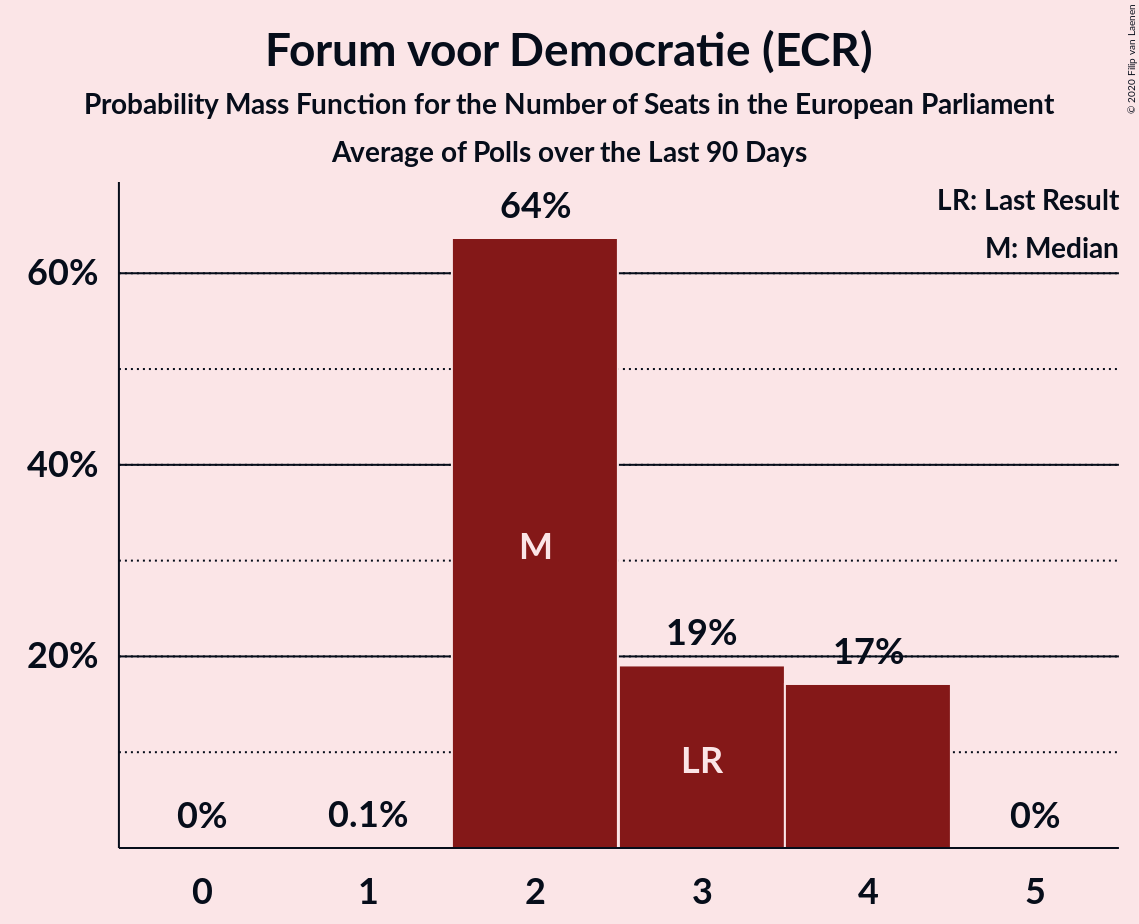 Forum voor Democratie (ECR)
Probability Mass Function for the Number of Seats in the European Parliament
Average of Polls over the Last 90 Days
© 2020 Filip van Laenen
LR: Last Result
M: Median
64%
60%
40%
M
19%
17%
20%
LR
0%
0.1%
0%
0
1
2
3
4
5